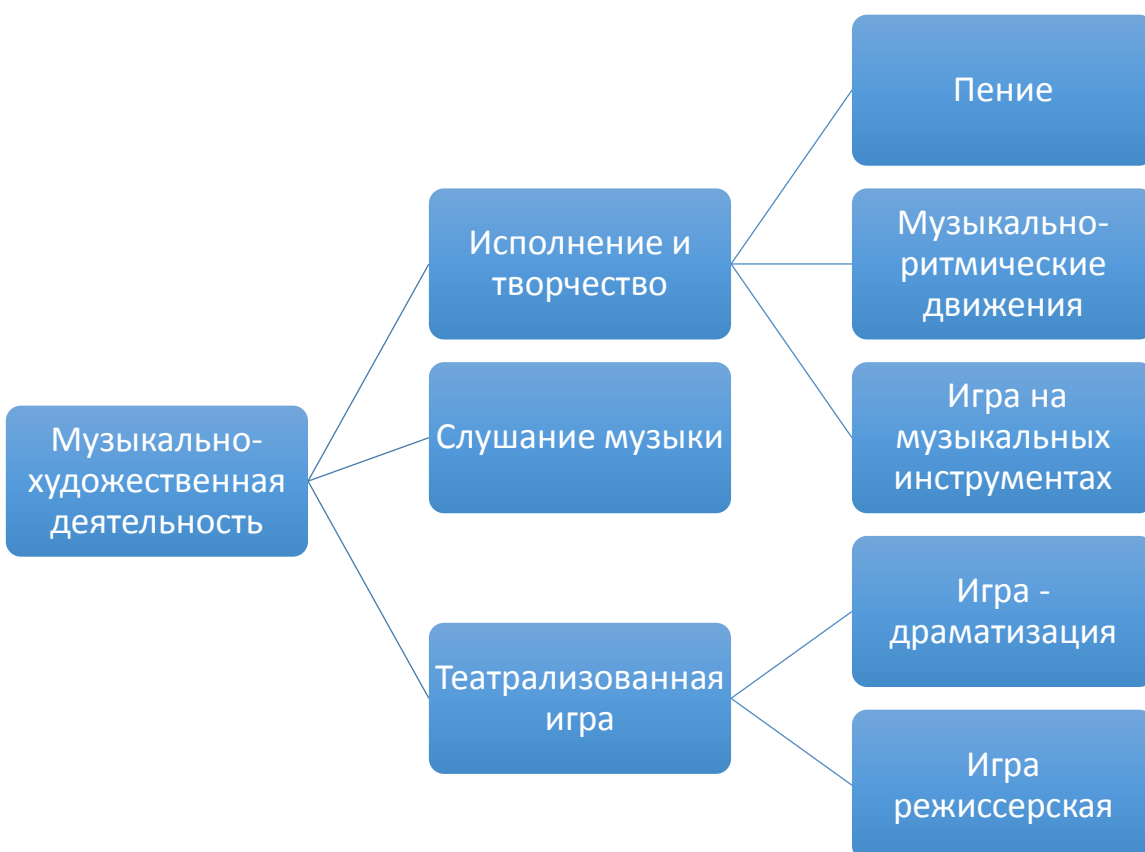 Музыкально-
художественная
деятельность
Исполнение и
творчество
Слушание музыки
Театрализованная
игра
Пение
Музыкально-
ритмические
движения
Игра на
музыкальных
инструментах
Игра -
драматизация
Игра
режиссерская